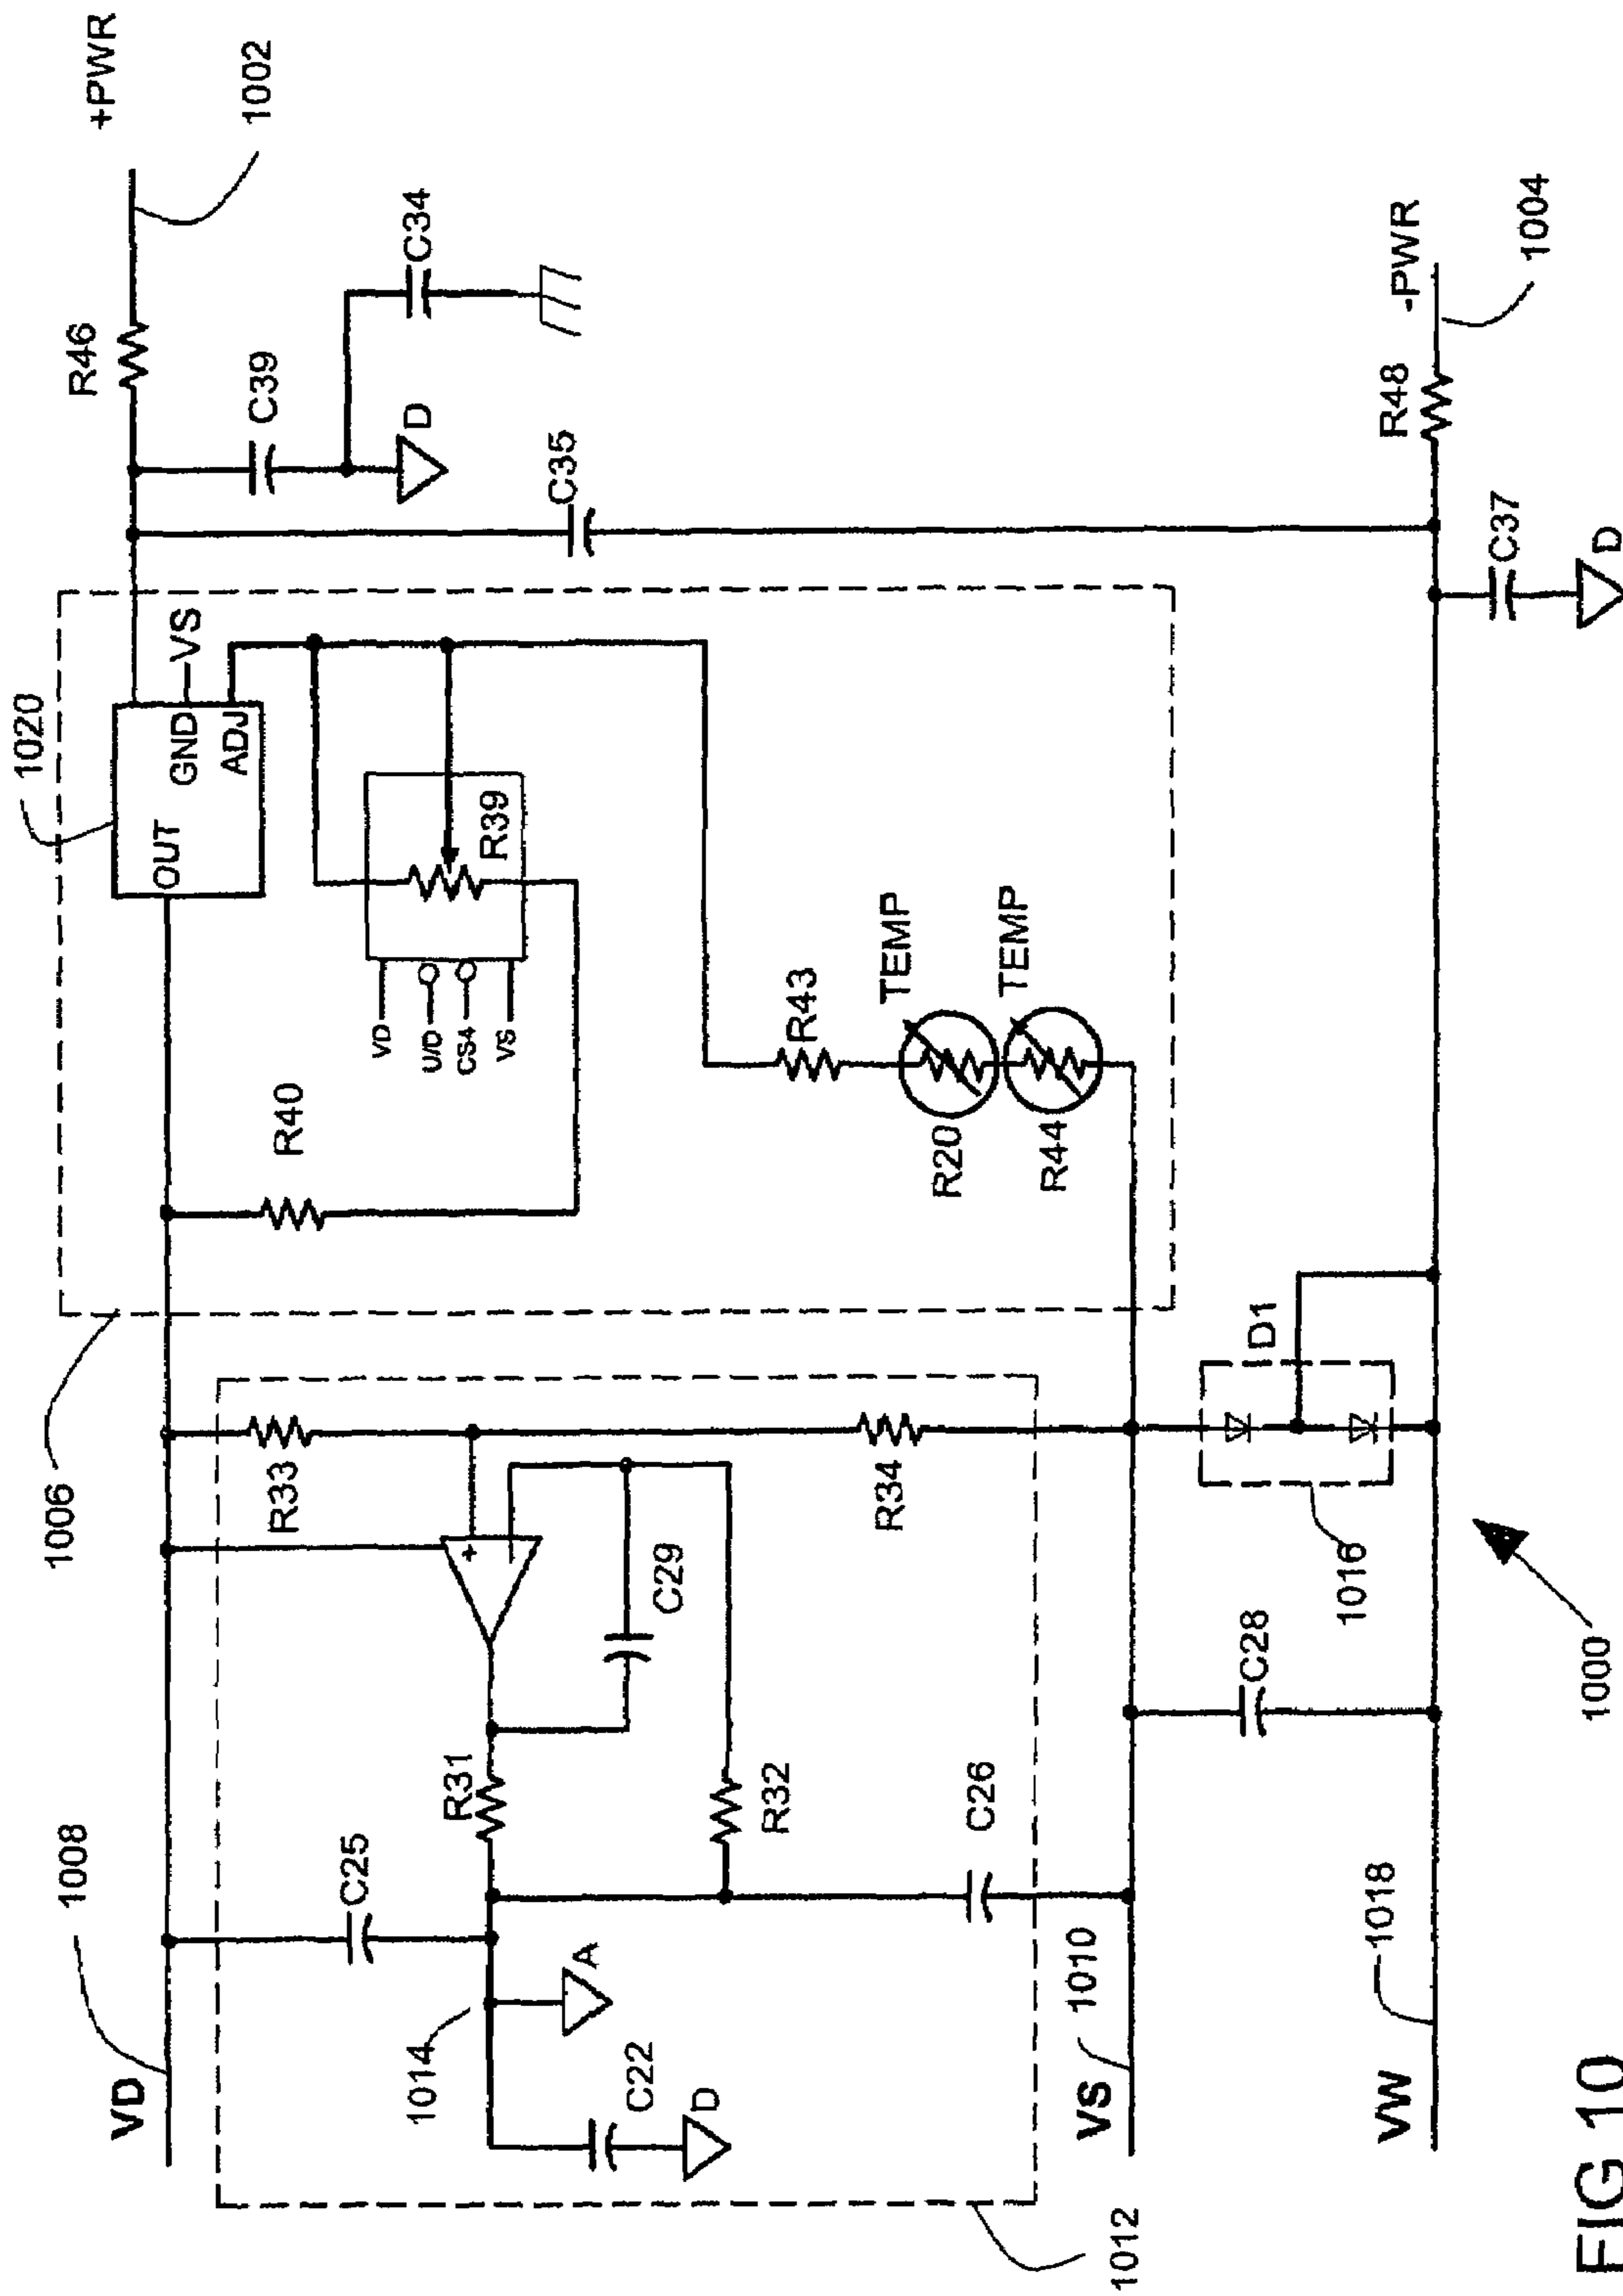 +PWR
1002
R46
C39
C34
D
C35
-PWR
1004
R48
C37
D
1020
OUT
GND
ADJ
VS
R39
VD
U/D
CS4
VS
R40
R43
TEMP
TEMP
R20
R44
1006
R33
+
R34
C29
R31
R32
C25
C26
1008
VD
1014
A
C22
D
1012
VS
1010
D1
1016
C28
1018
VW
1000
FIG 10